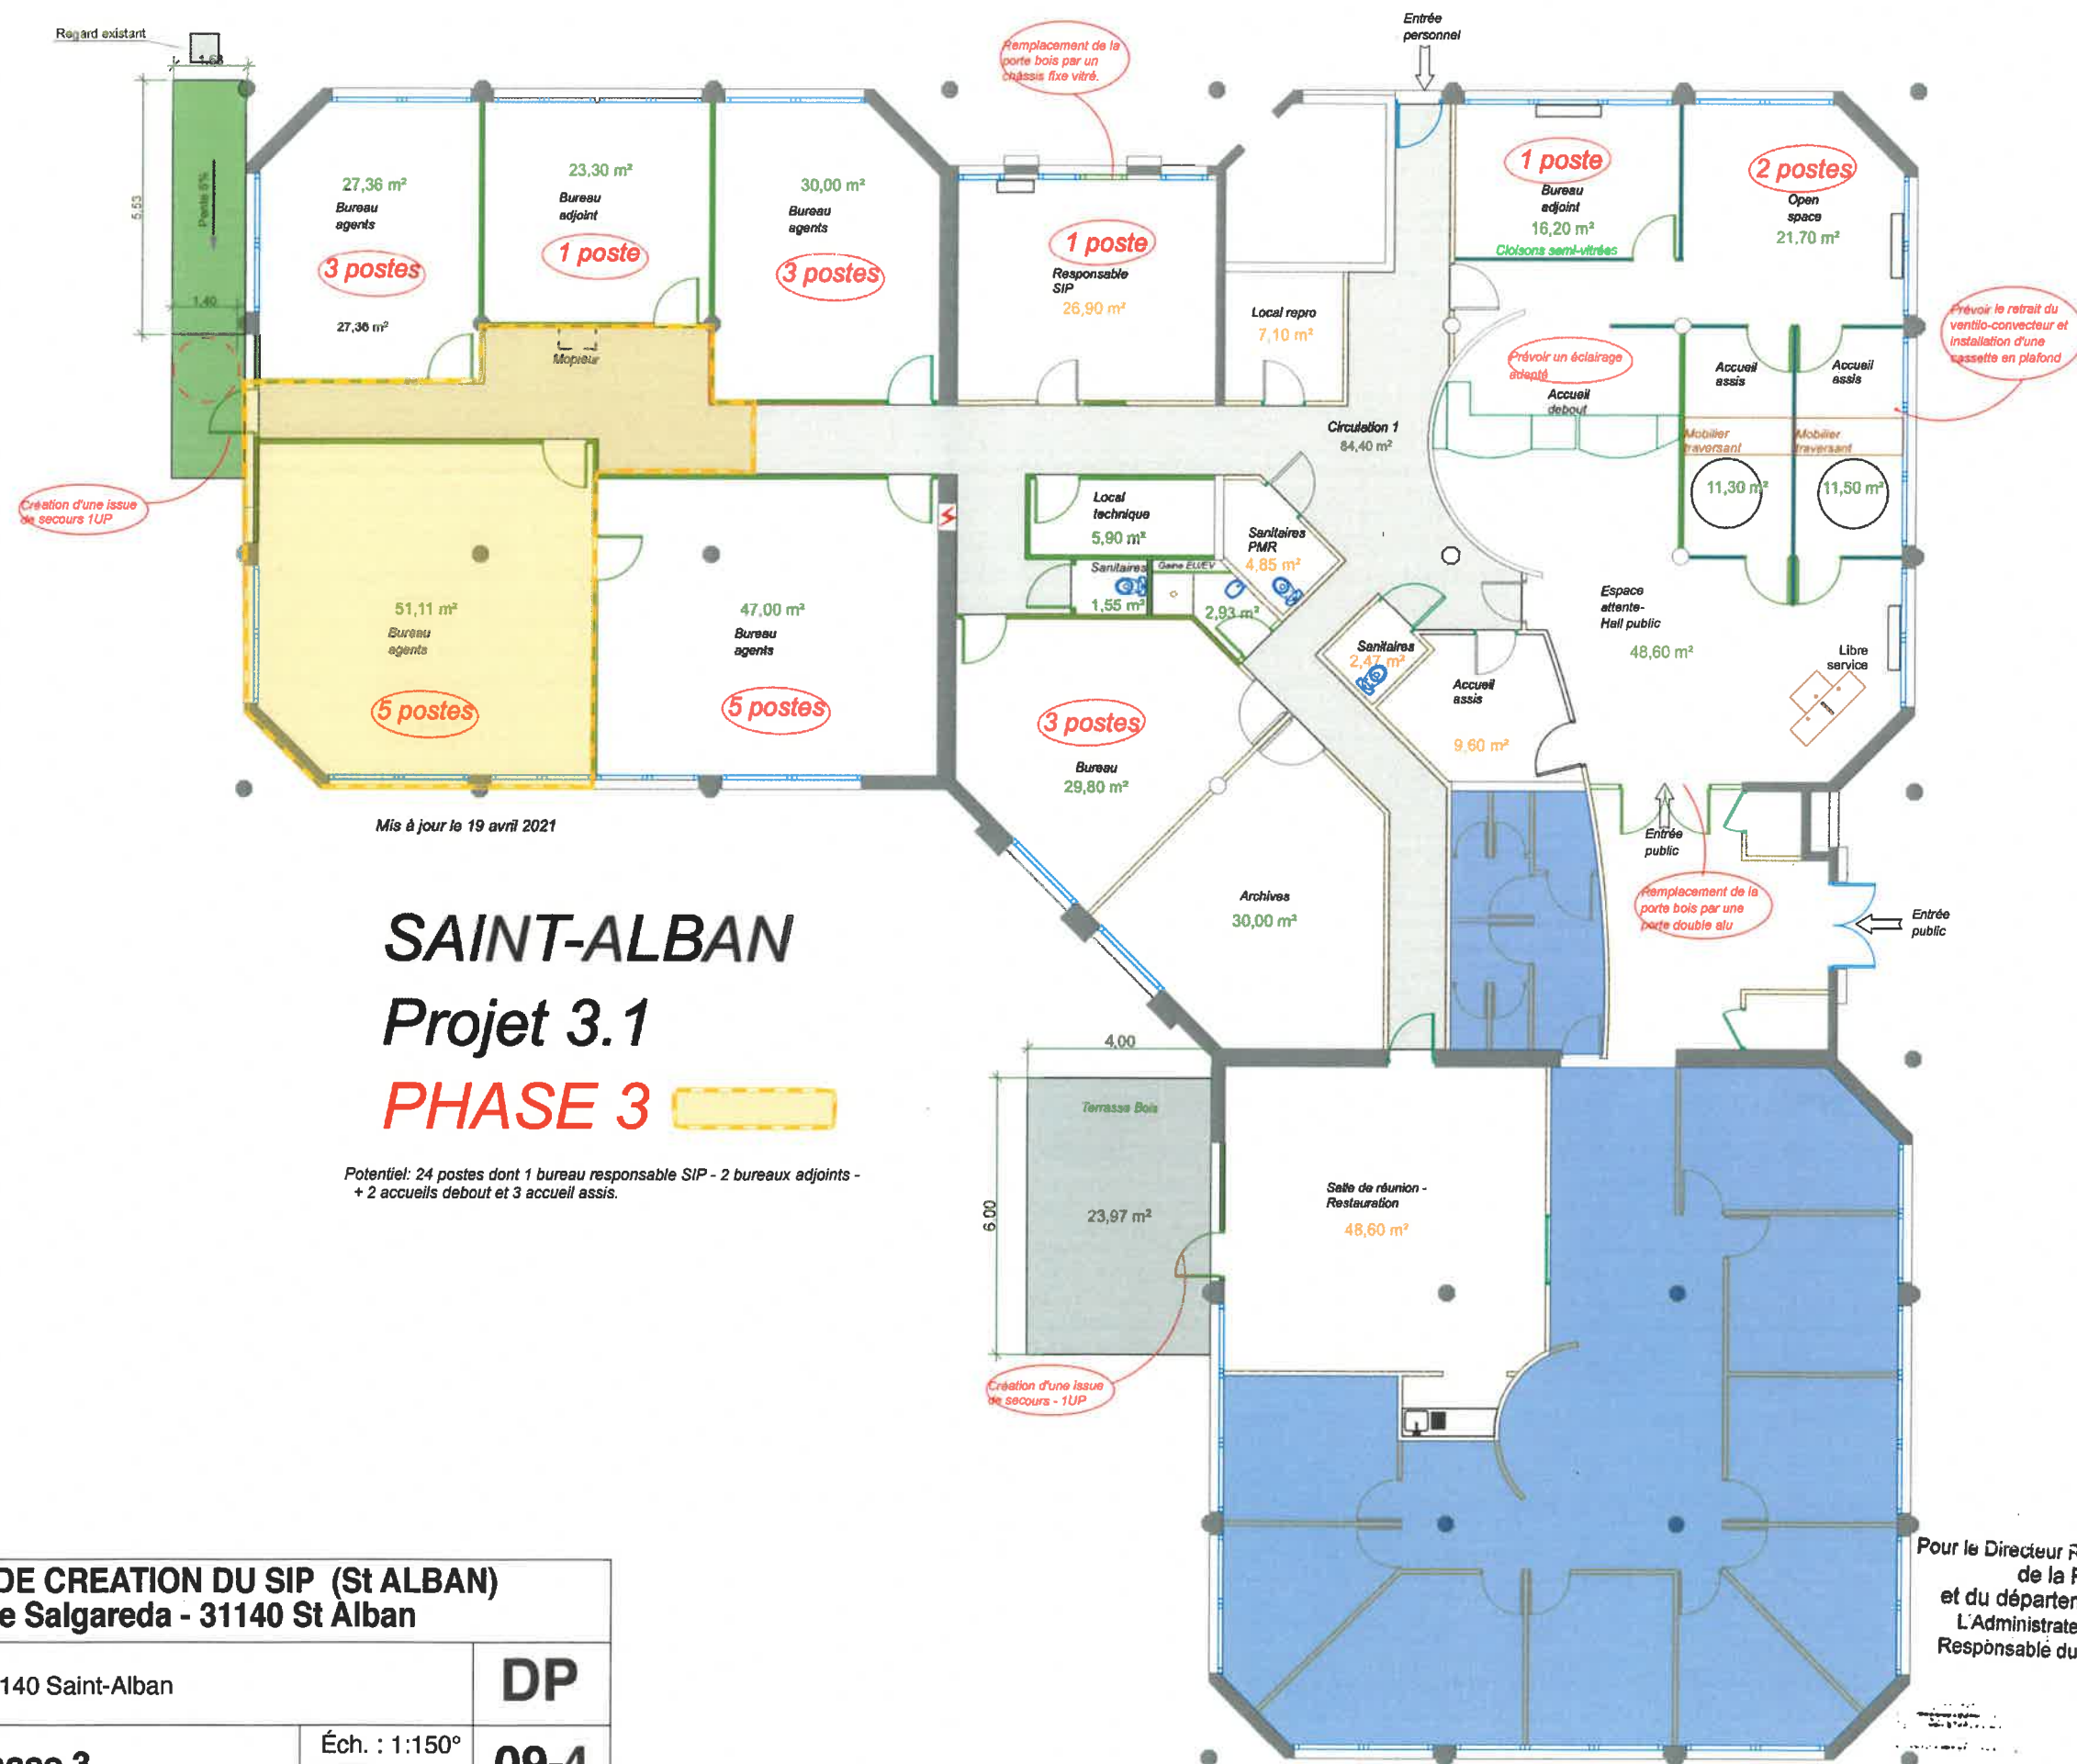 Regard existant
1,53
5,53
Pente 5%
1,40
Entrée
personnel
Remplacement de la
porte bois par un
châssis fixe vitré.
27,36 m²
Bureau
agents
3 postes
27,36 m²
23,30 m²
Bureau
adjoint
1 poste
30,00 m²
Bureau
agents
3 postes
1 poste
Responsable
SIP
26,90 m²
Local repro
7,10 m²
1 poste
Bureau
adjoint
16,20 m²
Cloisons semi-vitrées
2 postes
Open
space
21,70 m²
Prévoir le retrait du
ventilo-convecteur et
installation d'une
cassette en plafond
Prévoir un éclairage
adapté
Accueil
debout
Accueil
assis
Accueil
assis
Mobilier
traversant
Mobilier
traversant
11,30 m²
11,50 m²
Circulation 1
84,40 m²
Création d'une issue
de secours 1UP
51,11 m²
Bureau
agents
5 postes
47,00 m²
Bureau
agents
5 postes
Local
technique
5,90 m²
Sanitaires
PMR
4,85 m²
Sanitaires
1,55 m²
Gaine EU/EV
2,93 m²
Sanitaires
2,47 m²
Accueil
assis
9,60 m²
Espace
attente-
Hall public
48,60 m²
Libre
service
3 postes
Bureau
29,80 m²
Archives
30,00 m²
Entrée
public
Remplacement de la
porte bois par une
porte double alu
Entrée
public
Mis à jour le 19 avril 2021
SAINT-ALBAN
Projet 3.1
PHASE 3
Potentiel: 24 postes dont 1 bureau responsable SIP - 2 bureaux adjoints -
+ 2 accueils debout et 3 accueil assis.
4,00
6,00
Terrasse Bois
23,97 m²
Création d'une issue
de secours - 1UP
Salle de réunion -
Restauration
48,60 m²
DE CREATION DU SIP (St ALBAN)
e Salgareda - 31140 St Alban
140 Saint-Alban
DP
Éch. : 1:150°
09-4
Pour le Directeur
de la
et du départe
L'Administrate
Responsable du